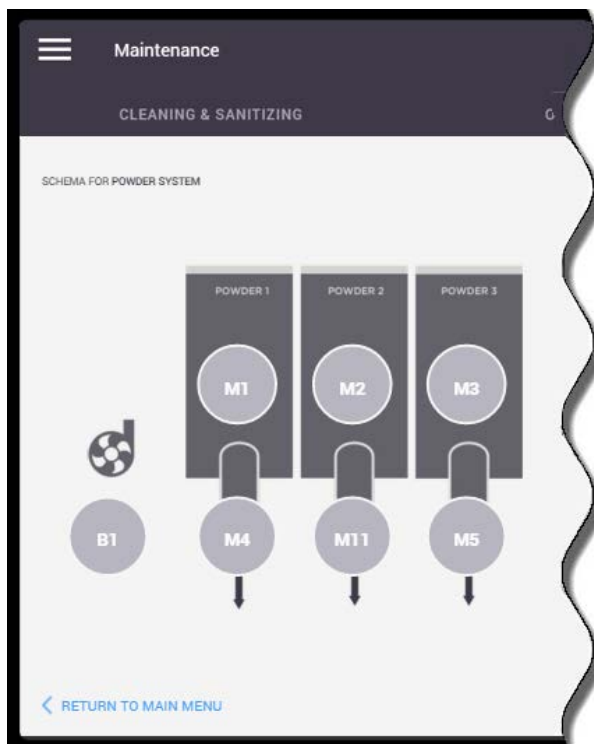 Maintenance
CLEANING & SANITIZING
SCHEMA FOR POWDER SYSTEM
POWDER 1 POWDER 2 POWDER 3
M1 M2 M3
B1 M4 M11 M5
RETURN TO MAIN MENU